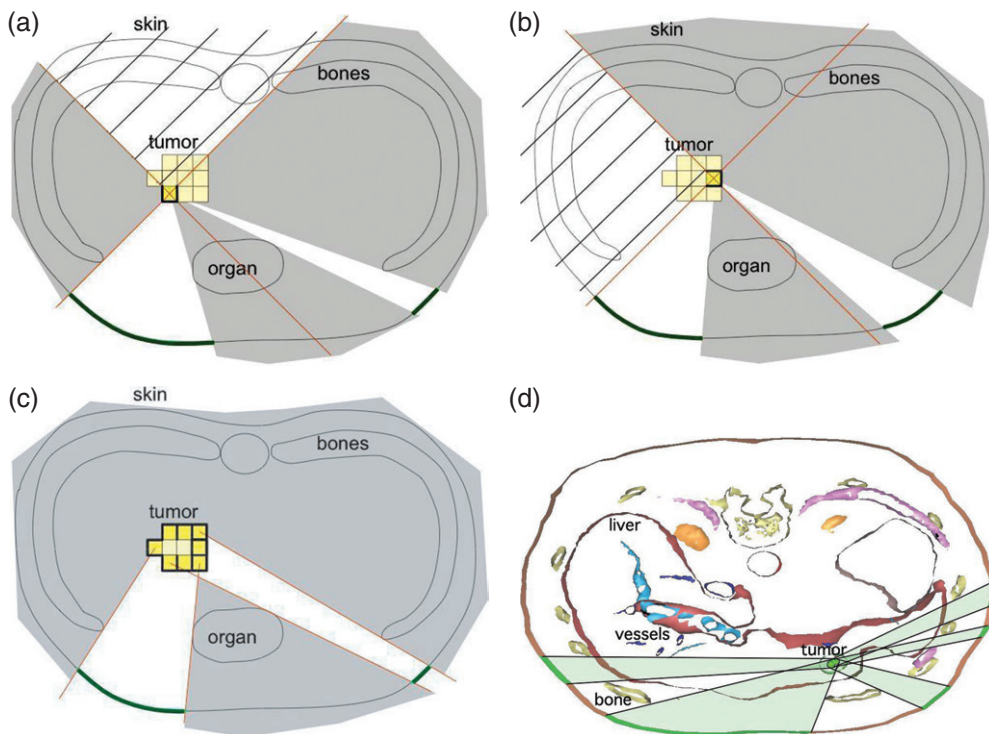 (a)
skin
bones
tumor
organ
(b)
skin
bones
tumor
organ
(c)
skin
bones
tumor
organ
(d)
liver
vessels
tumor
bone